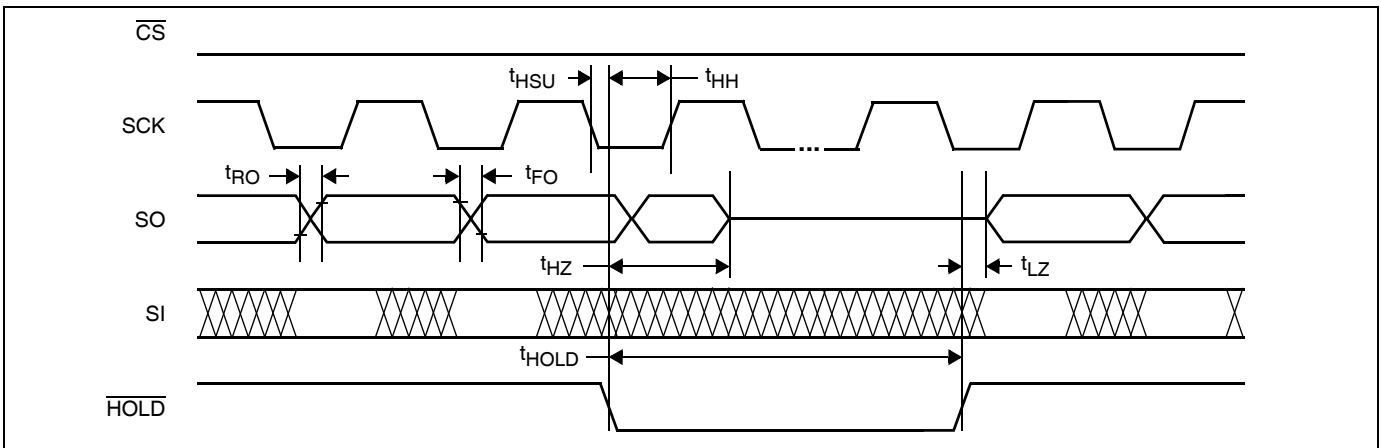 CS
tHSU
tHH
SCK
...
tRO
tFO
SO
tHZ
tLZ
SI
tHOLD
HOLD